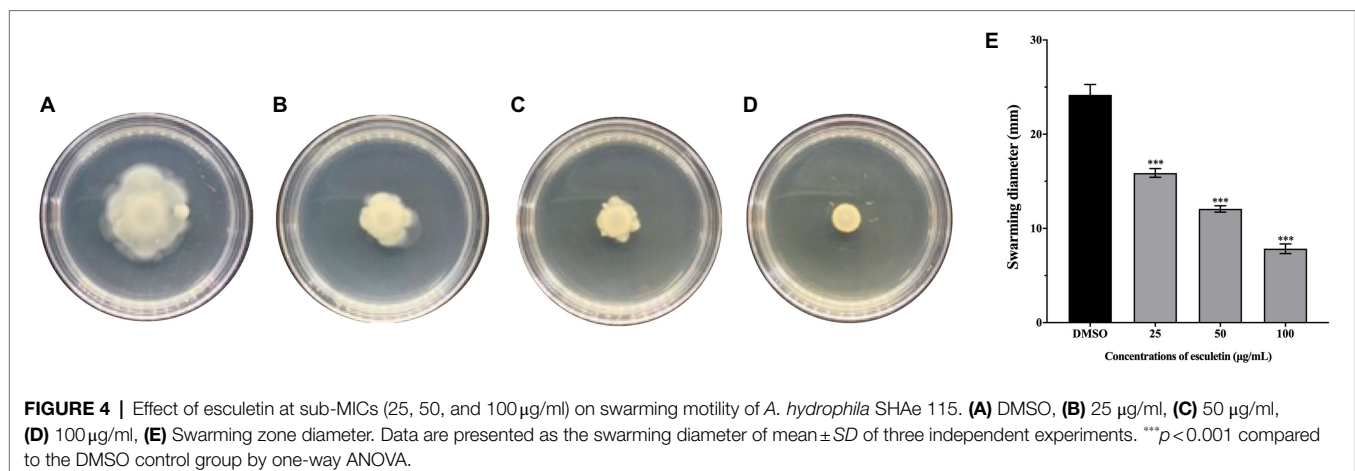 A
B
C
D
E
30
20
10
0
Swarming diameter (mm)
***
***
***
DMSO 25 50 100
Concentrations of esculetin (µg/mL)
FIGURE 4 | Effect of esculetin at sub-MICs (25, 50, and 100 µg/ml) on swarming motility of A. hydrophila SHAe 115. (A) DMSO, (B) 25 µg/ml, (C) 50 µg/ml,
(D) 100 µg/ml, (E) Swarming zone diameter. Data are presented as the swarming diameter of mean ± SD of three independent experiments. ***p < 0.001 compared
to the DMSO control group by one-way ANOVA.